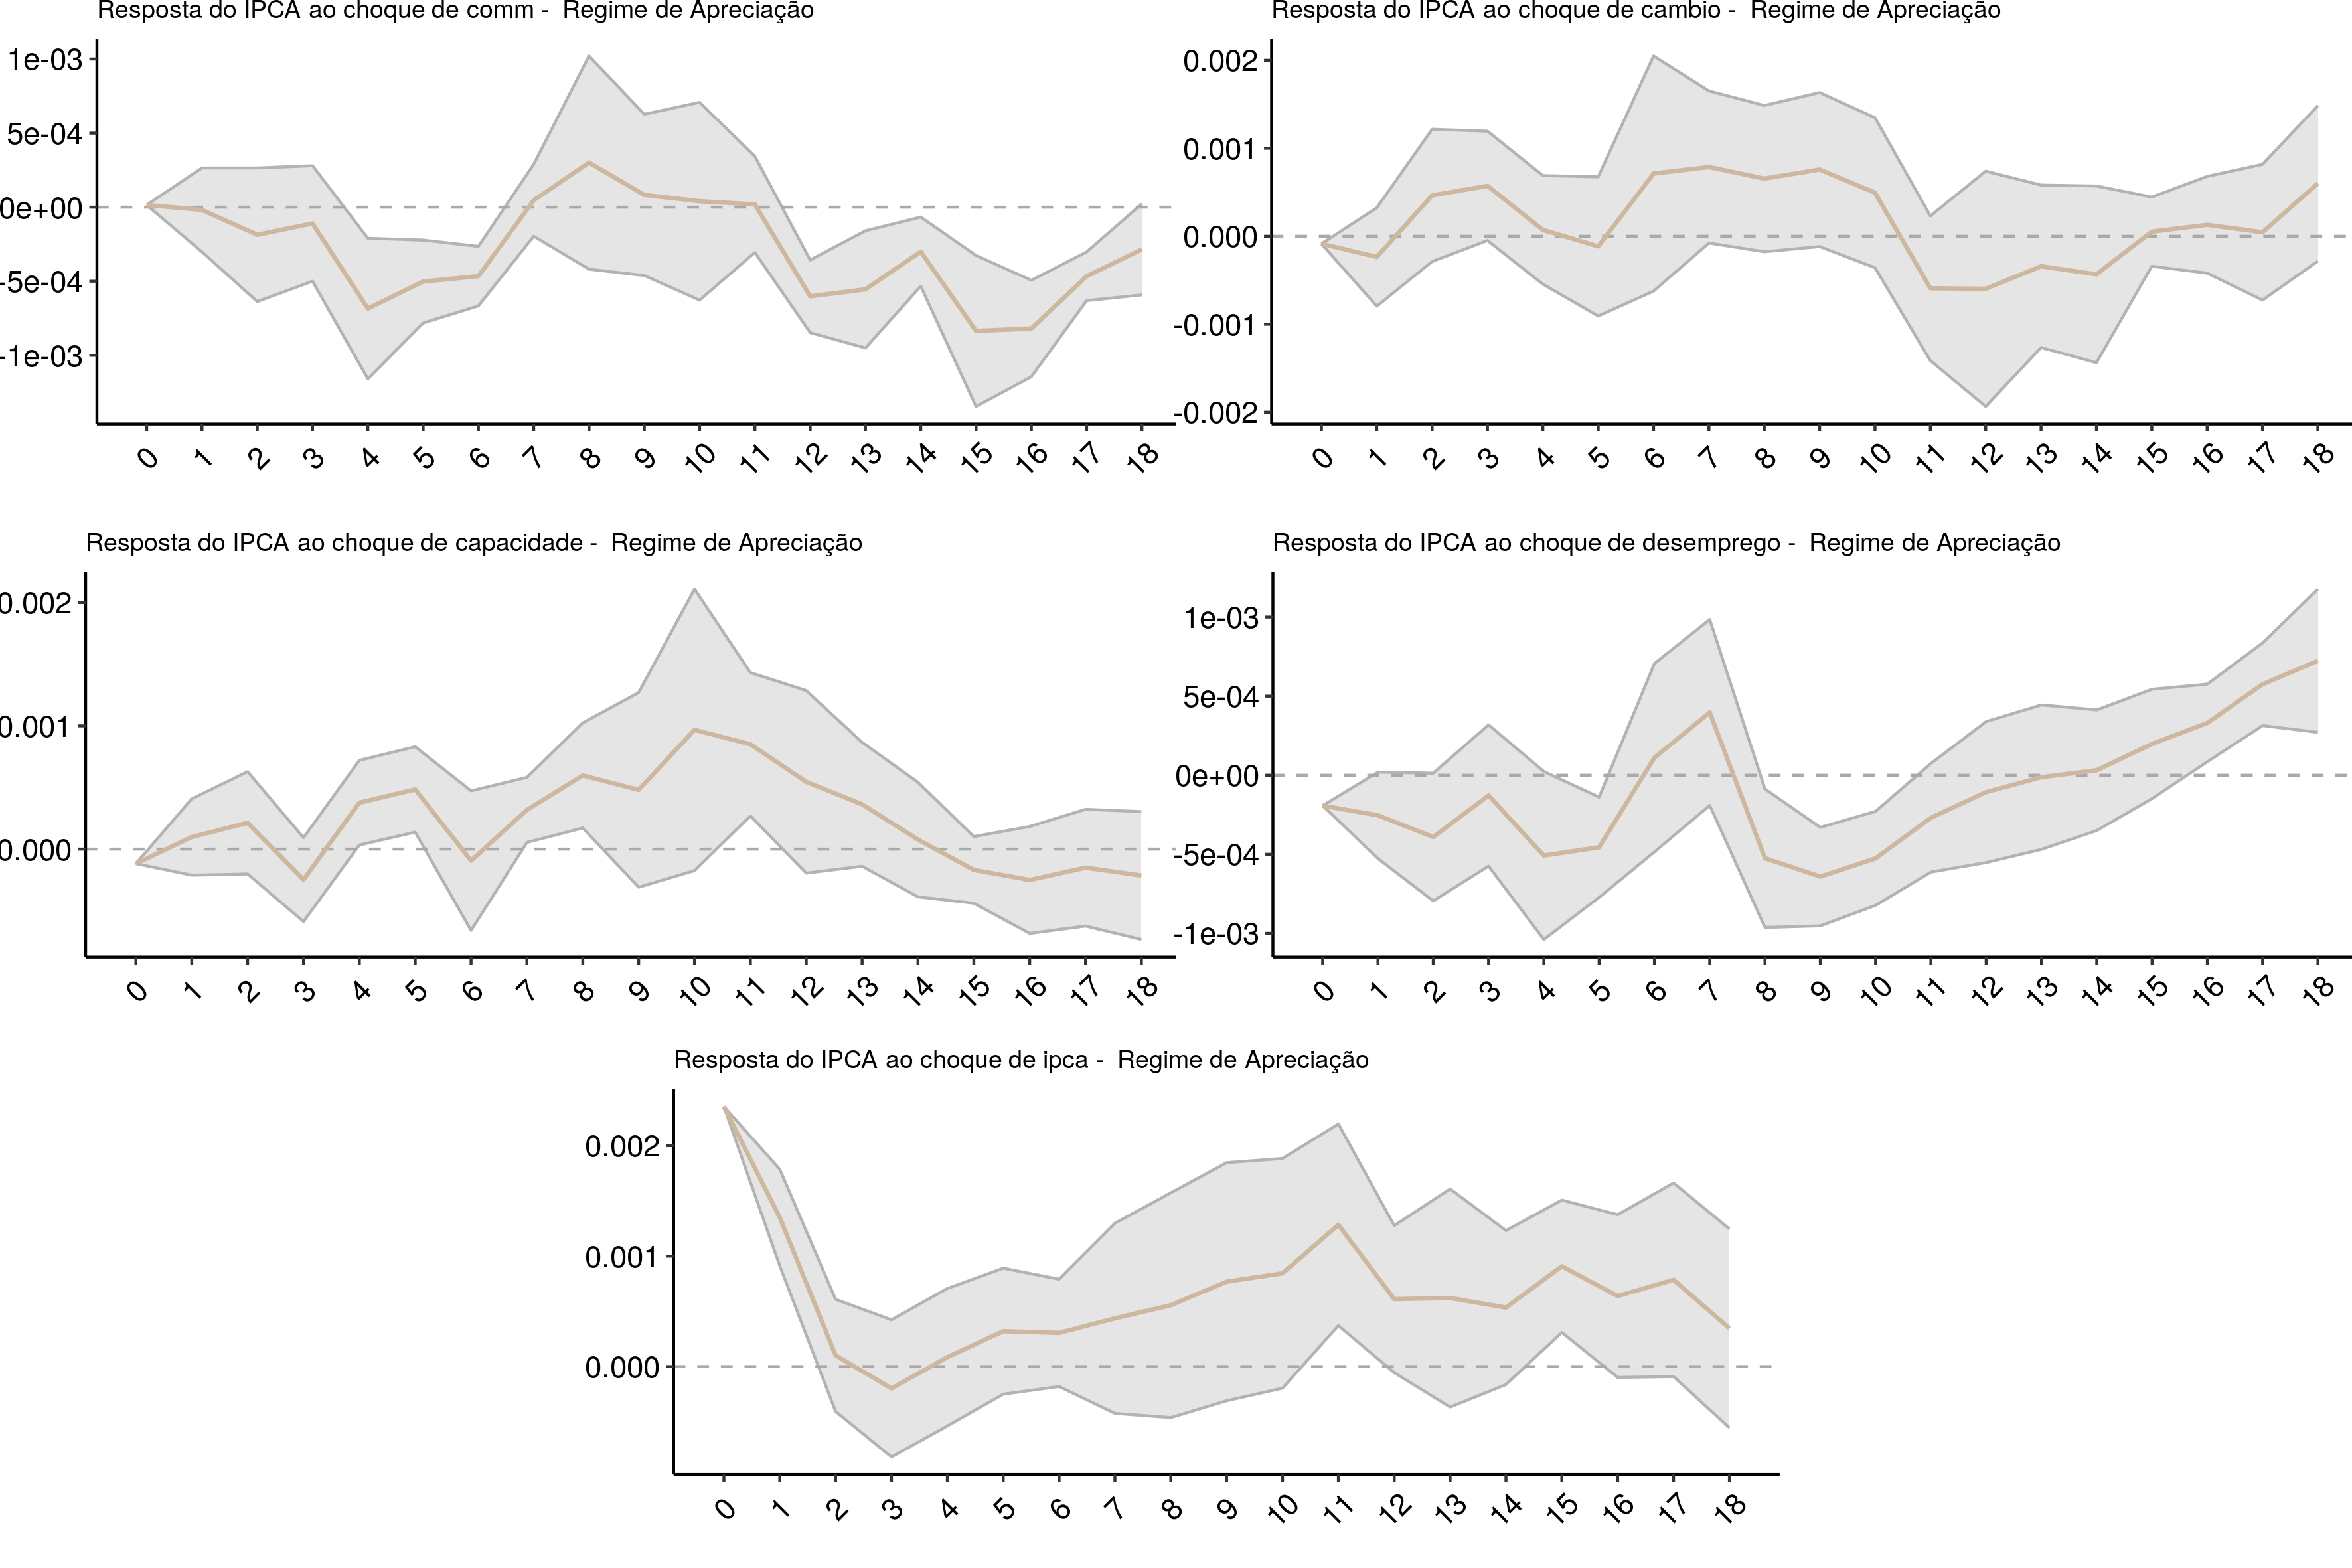 Resposta do IPCA ao choque de comm -  Regime de Apreciação
1e-03
5e-04
0e+00
-5e-04
-1e-03
0 1 2 3 4 5 6 7 8 9 10 11 12 13 14 15 16 17 18
Resposta do IPCA ao choque de cambio -  Regime de Apreciação
0.002
0.001
0.000
-0.001
-0.002
0 1 2 3 4 5 6 7 8 9 10 11 12 13 14 15 16 17 18
Resposta do IPCA ao choque de capacidade -  Regime de Apreciação
0.002
0.001
0.000
0 1 2 3 4 5 6 7 8 9 10 11 12 13 14 15 16 17 18
Resposta do IPCA ao choque de desemprego -  Regime de Apreciação
1e-03
5e-04
0e+00
-5e-04
-1e-03
0 1 2 3 4 5 6 7 8 9 10 11 12 13 14 15 16 17 18
Resposta do IPCA ao choque de ipca -  Regime de Apreciação
0.002
0.001
0.000
0 1 2 3 4 5 6 7 8 9 10 11 12 13 14 15 16 17 18